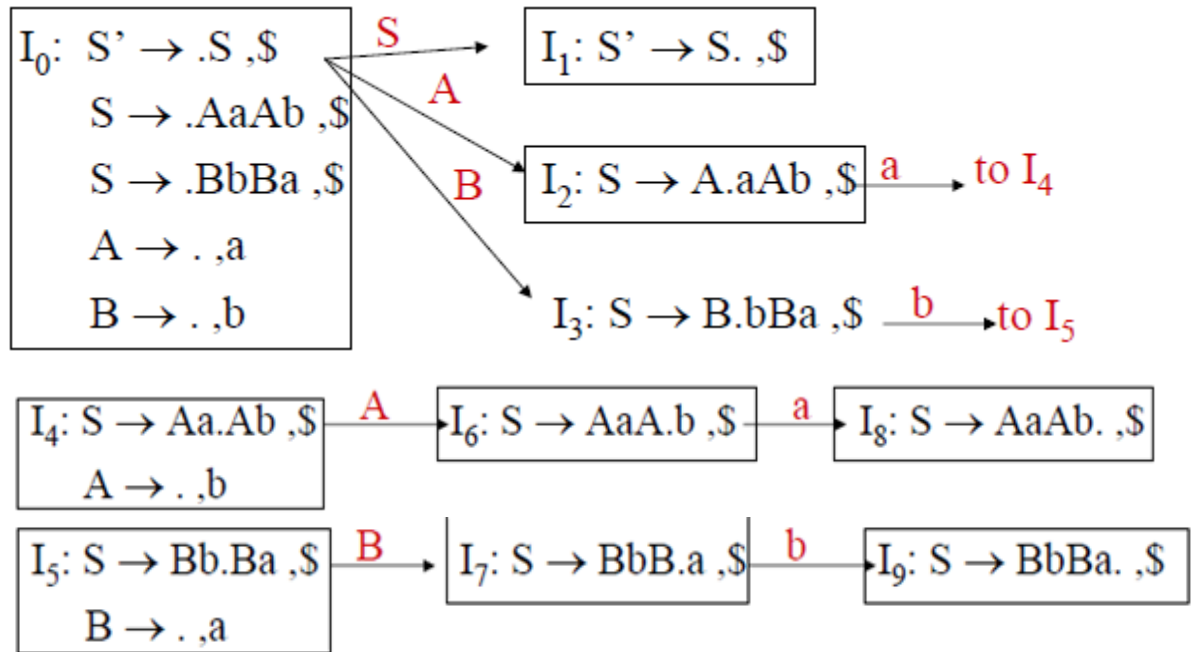 I₀: S’ → .S ,$
S → .AaAb ,$
S → .BbBa ,$
A → . ,a
B → . ,b
S
A
B
I₁: S’ → S. ,$
I₂: S → A.aAb ,$ a to I₄
I₃: S → B.bBa ,$ b to I₅
I₄: S → Aa.Ab ,$ A I₆: S → AaA.b ,$ a I₈: S → AaAb. ,$
A → . ,b
I₅: S → Bb.Ba ,$ B I₇: S → BbB.a ,$ b I₉: S → BbBa. ,$
B → . ,a